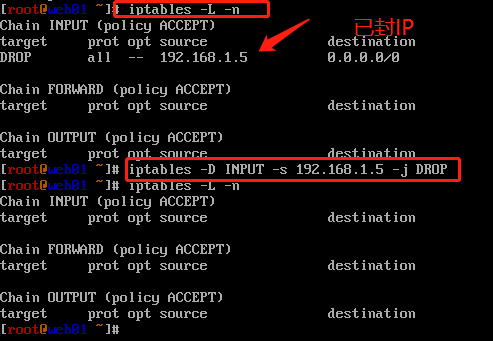 [root@web01 ~]# iptables -L -n
已封IP
Chain INPUT (policy ACCEPT)
target     prot opt source               destination
DROP       all  --  192.168.1.5          0.0.0.0/0

Chain FORWARD (policy ACCEPT)
target     prot opt source               destination

Chain OUTPUT (policy ACCEPT)
target     prot opt source               destination
[root@web01 ~]# iptables -D INPUT -s 192.168.1.5 -j DROP
[root@web01 ~]# iptables -L -n
Chain INPUT (policy ACCEPT)
target     prot opt source               destination

Chain FORWARD (policy ACCEPT)
target     prot opt source               destination

Chain OUTPUT (policy ACCEPT)
target     prot opt source               destination
[root@web01 ~]#